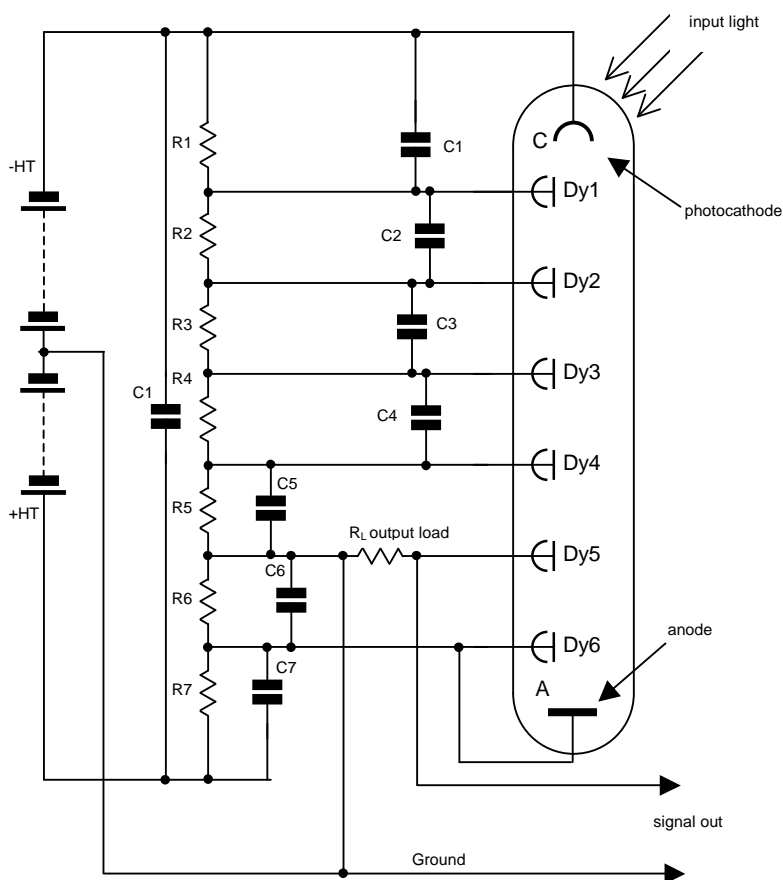 input light
R1
C1
C
-HT
Dy1
photocathode
R2
C2
Dy2
R3
C3
R4
Dy3
C1
C4
Dy4
C5
R5
+HT
RL output load
Dy5
C6
R6
anode
Dy6
C7
R7
A
signal out
Ground